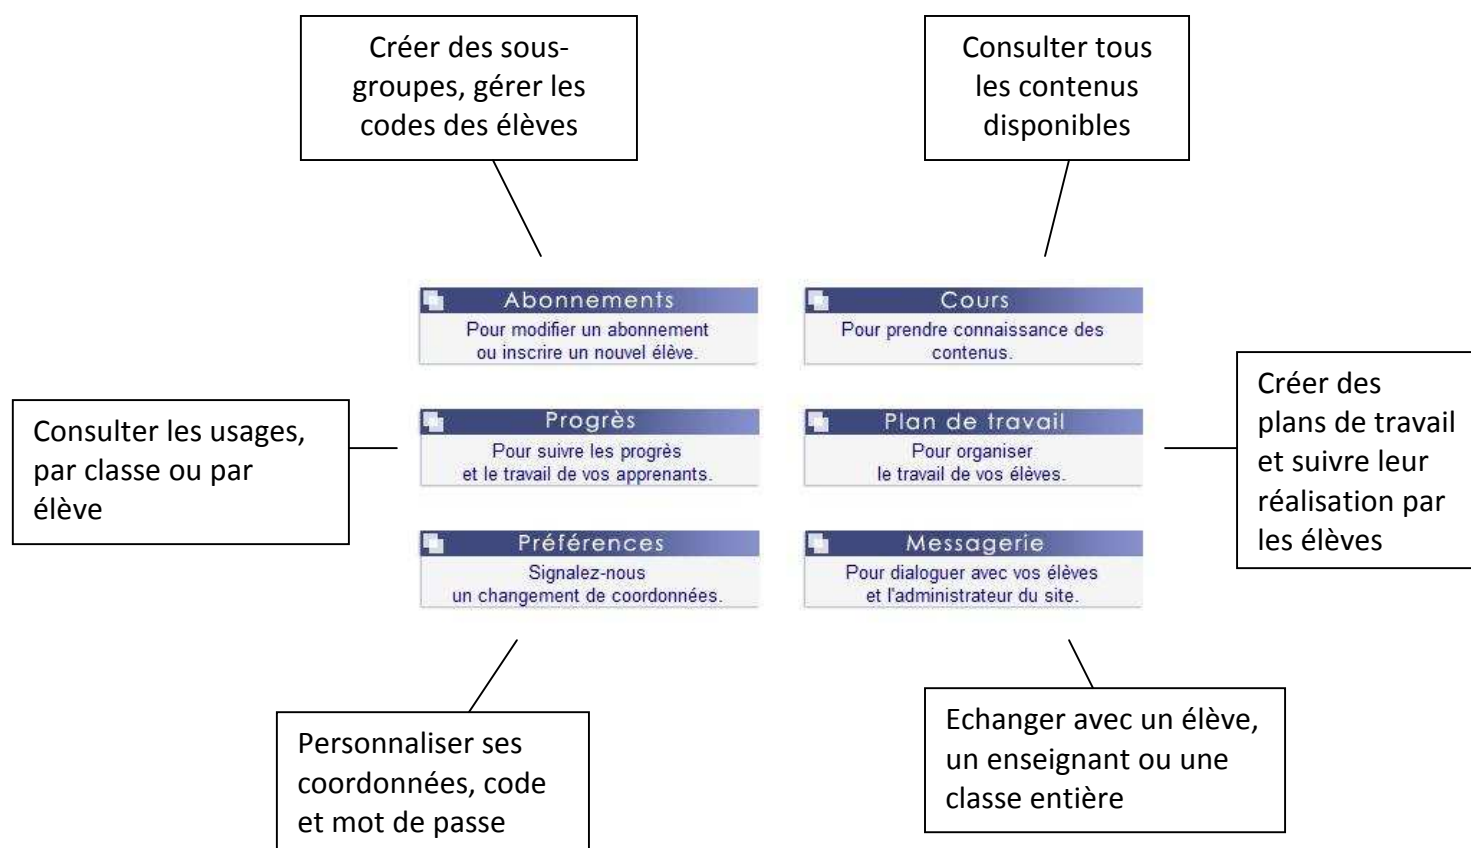 Créer des sous-
groupes, gérer les
codes des élèves
Consulter tous
les contenus
disponibles
Abonnements
Pour modifier un abonnement
ou inscrire un nouvel élève.
Cours
Pour prendre connaissance des
contenus.
Consulter les usages,
par classe ou par
élève
Progrès
Pour suivre les progrès
et le travail de vos apprenants.
Plan de travail
Pour organiser
le travail de vos élèves.
Créer des
plans de travail
et suivre leur
réalisation par
les élèves
Préférences
Signalez-nous
un changement de coordonnées.
Messagerie
Pour dialoguer avec vos élèves
et l'administrateur du site.
Personnaliser ses
coordonnées, code
et mot de passe
Echanger avec un élève,
un enseignant ou une
classe entière